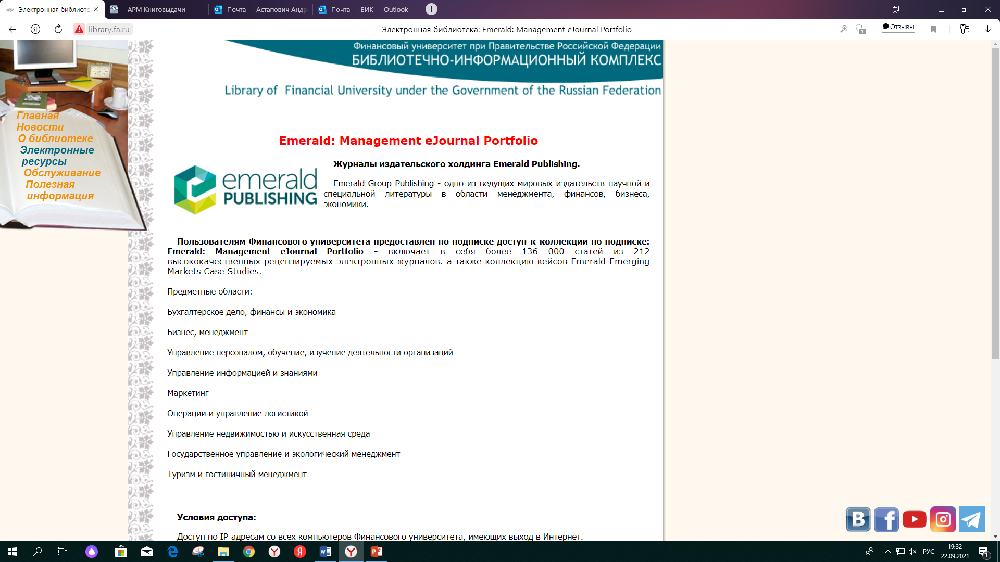 Электронная библиоте
АРМ Книговыдачи
Почта — Астапович Андр
Почта — БИК — Outlook
library.fa.ru
Электронная библиотека: Emerald: Management eJournal Portfolio
1
Отзывы
Финансовый университет при Правительстве Российской Федерации
БИБЛИОТЕЧНО-ИНФОРМАЦИОННЫЙ КОМПЛЕКС
Library of Financial University under the Government of the Russian Federation
Главная
Новости
О библиотеке
Электронные
ресурсы
Обслуживание
Полезная
информация
Emerald: Management eJournal Portfolio
emerald
PUBLISHING
Журналы издательского холдинга Emerald Publishing.
Emerald Group Publishing - одно из ведущих мировых издательств научной и
специальной литературы в области менеджмента, финансов, бизнеса,
экономики.
Пользователям Финансового университета предоставлен по подписке доступ к коллекции по подписке:
Emerald: Management eJournal Portfolio – включает в себя более 136 000 статей из 212
высококачественных рецензируемых электронных журналов. а также коллекцию кейсов Emerald Emerging
Markets Case Studies.
Предметные области:
Бухгалтерское дело, финансы и экономика
Бизнес, менеджмент
Управление персоналом, обучение, изучение деятельности организаций
Управление информацией и знаниями
Маркетинг
Операции и управление логистикой
Управление недвижимостью и искусственная среда
Государственное управление и экологический менеджмент
Туризм и гостиничный менеджмент
Условия доступа:
Доступ по IP-адресам со всех компьютеров Финансового университета, имеющих выход в Интернет.
РУС
19:32
22.09.2021
1